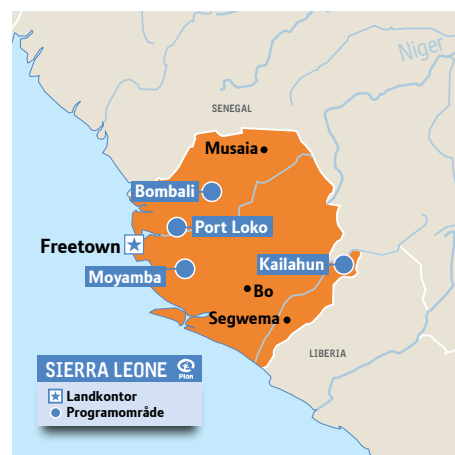 Niger
SENEGAL
Musaia
Bombali
Port Loko
Freetown
Kailahun
Moyamba
Bo
Segwema
LIBERIA
SIERRA LEONE
Plan
Landkontor
Programområde